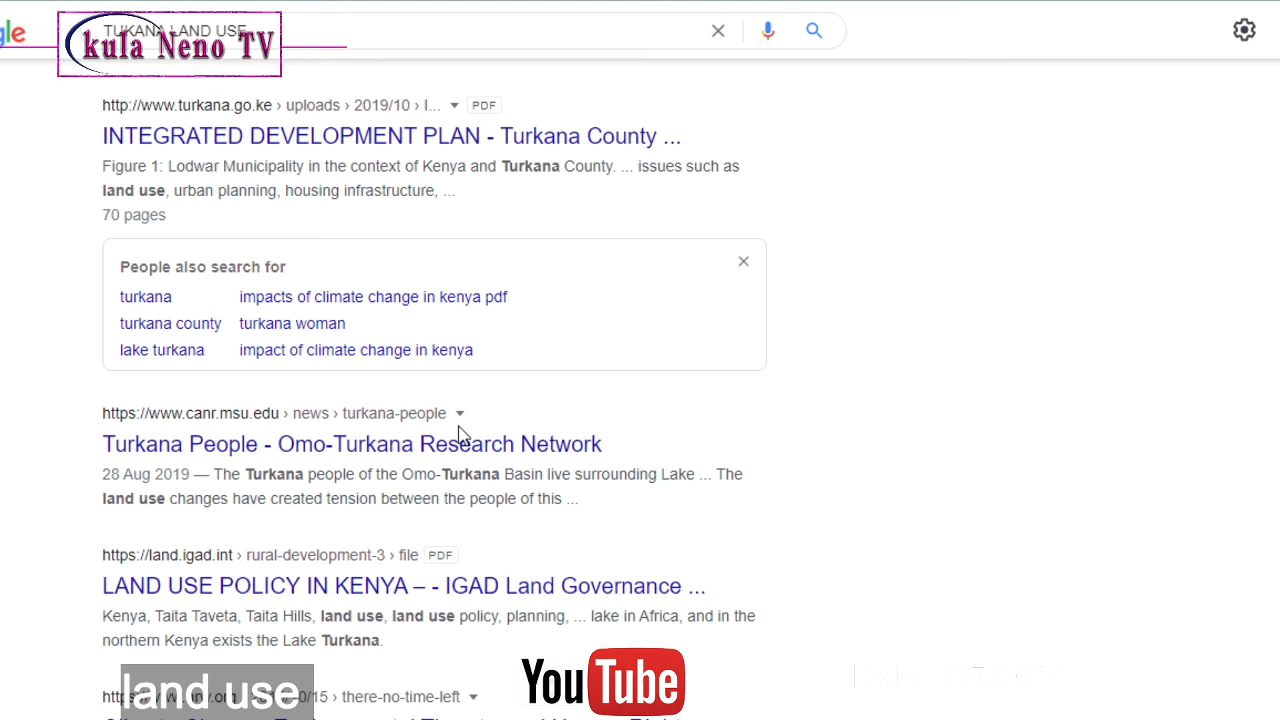 gle
TUKANA LAND USE
kula Neno TV
http://www.turkana.go.ke › uploads › 2019/10 › I... PDF
INTEGRATED DEVELOPMENT PLAN - Turkana County ...
Figure 1: Lodwar Municipality in the context of Kenya and Turkana County. ... issues such as
land use, urban planning, housing infrastructure, ...
70 pages
People also search for
turkana impacts of climate change in kenya pdf
turkana county turkana woman
lake turkana impact of climate change in kenya
https://www.canr.msu.edu › news › turkana-people
Turkana People - Omo-Turkana Research Network
28 Aug 2019 — The Turkana people of the Omo-Turkana Basin live surrounding Lake ... The
land use changes have created tension between the people of this ...
https://land.igad.int › rural-development-3 › file PDF
LAND USE POLICY IN KENYA – - IGAD Land Governance ...
Kenya, Taita Taveta, Taita Hills, land use, land use policy, planning, ... lake in Africa, and in the
northern Kenya exists the Lake Turkana.
› there-no-time-left
land use
YouTube